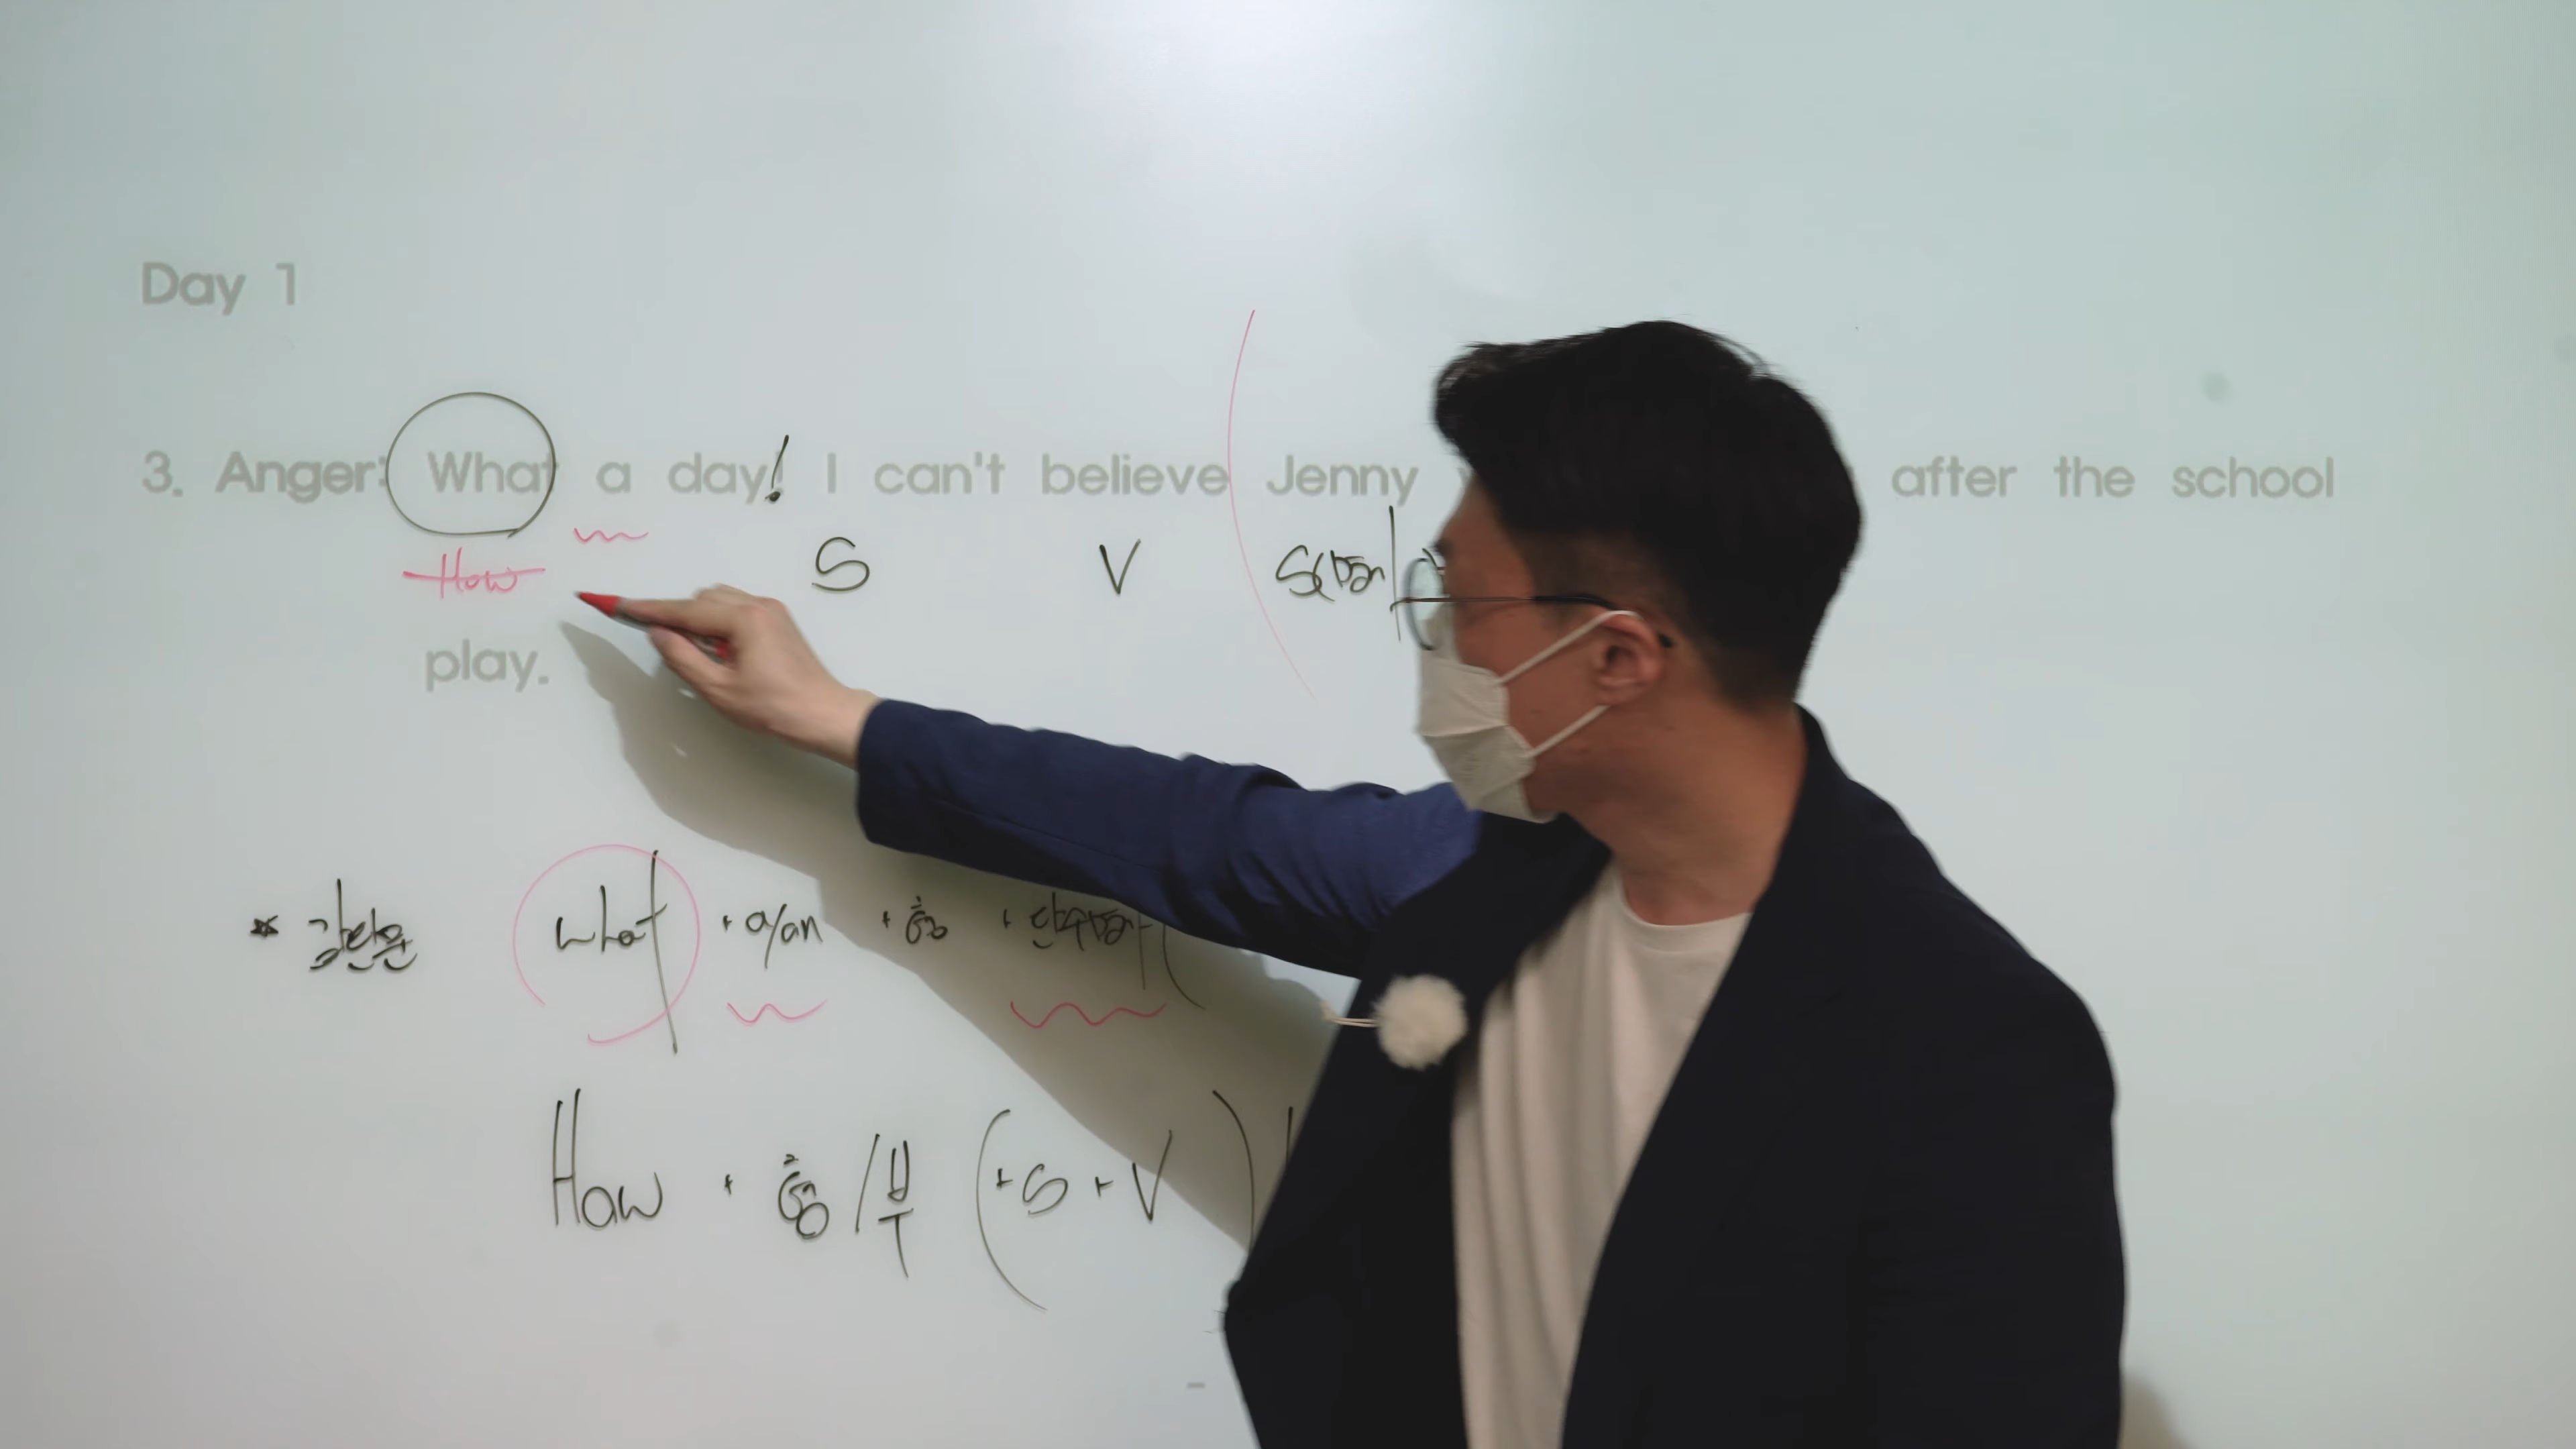 Day 1
3. Anger: What a day! I can't believe Jenny after the school
How S V
play.
* 감탄문 what + a/an + 형 + 단수명사 (
How + 형/부 (+S+V)